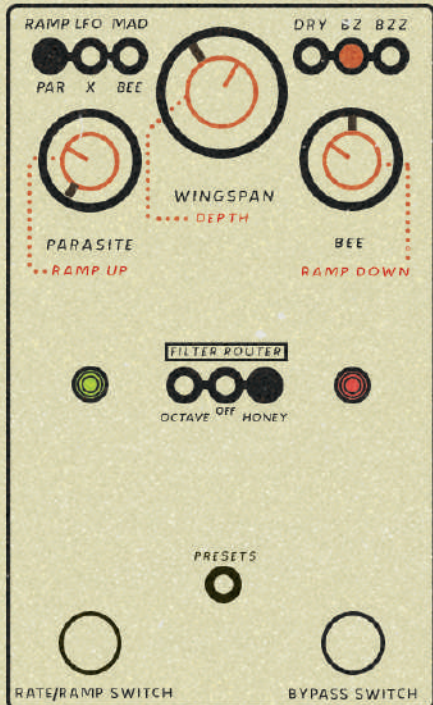 RAMP LFO MAD
DRY BZ BZZ
PAR X BEE
WINGSPAN
DEPTH
PARASITE
RAMP UP
BEE
RAMP DOWN
FILTER ROUTER
OCTAVE OFF HONEY
PRESETS
RATE/RAMP SWITCH
BYPASS SWITCH